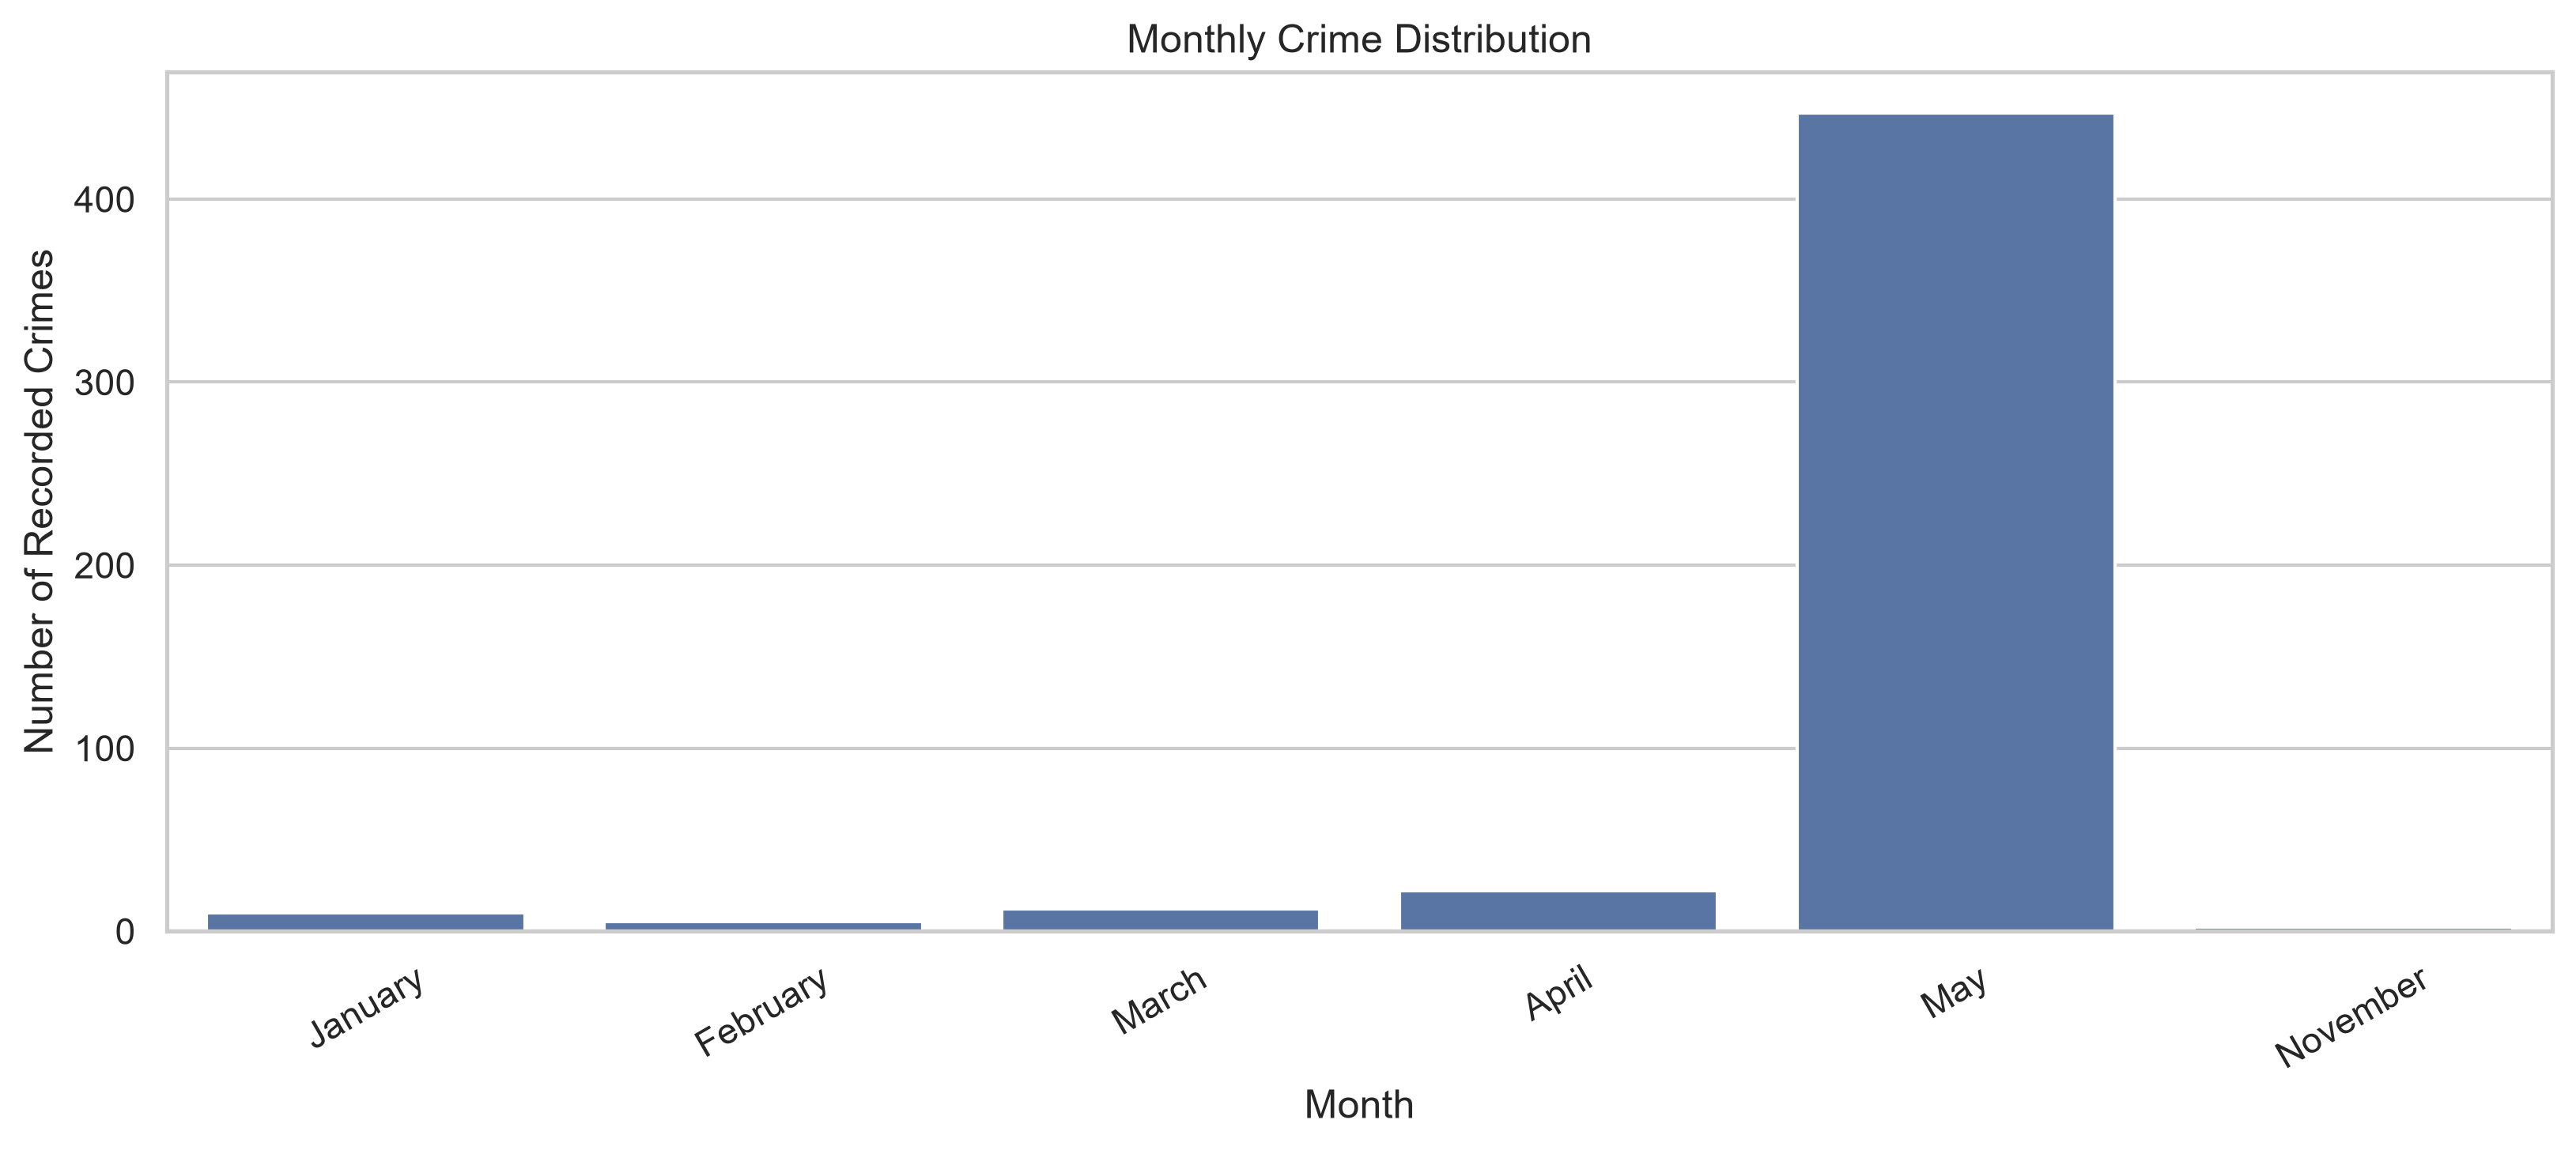 Monthly Crime Distribution
Number of Recorded Crimes
400
300
200
100
0
January
February
March
April
May
November
Month